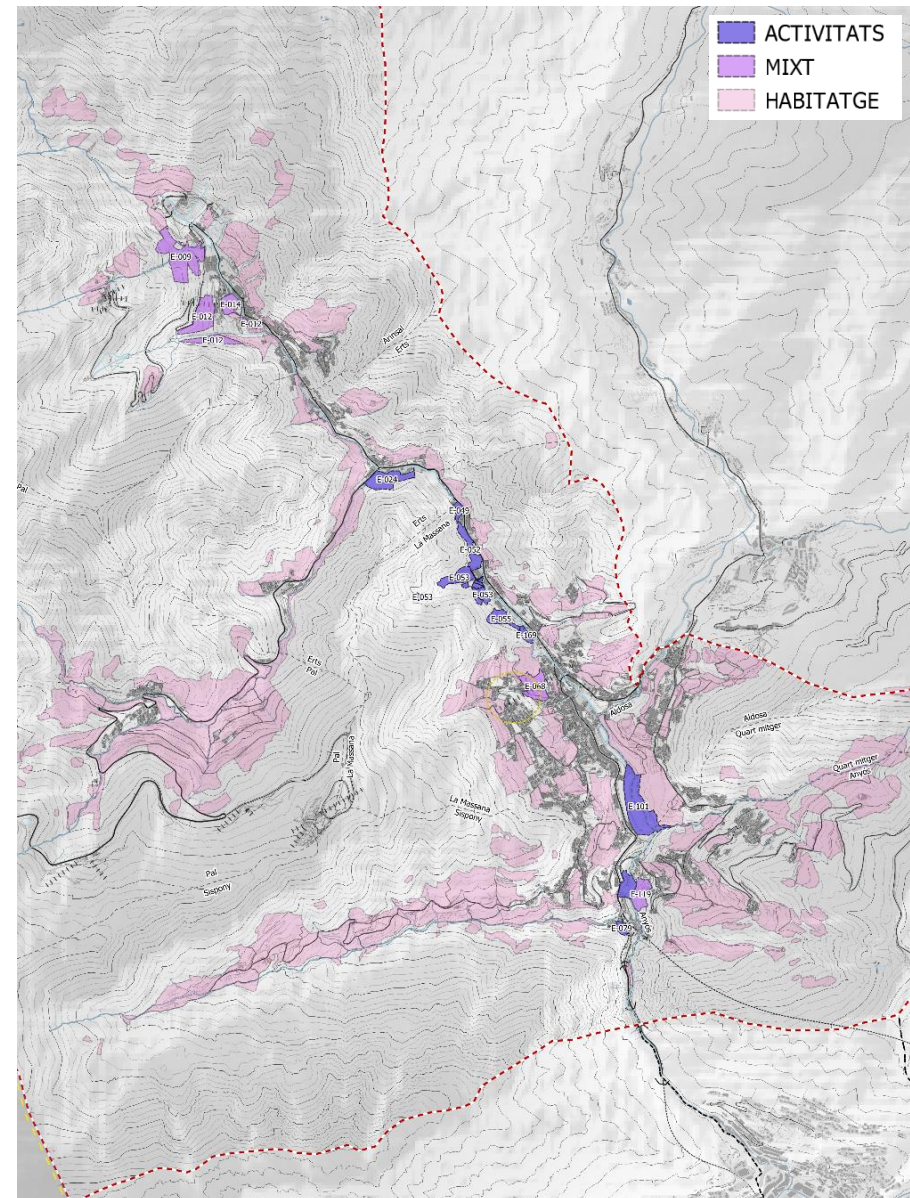 ACTIVITATS
MIXT
HABITATGE
E-009
E-014
E-012
E-012
E-012
Arinsal
Erts
Pal
E-024
E-049
Erts
La Massana
E-052
E-053
E-053
E-053
E-055
E-169
Erts
Pal
E-068
Aldosa
Aldosa
Quart mitger
Pal
La Massana
Quart mitger
Anyós
La Massana
Sispony
E-101
Pal
Sispony
E-119
Anyós
E-079